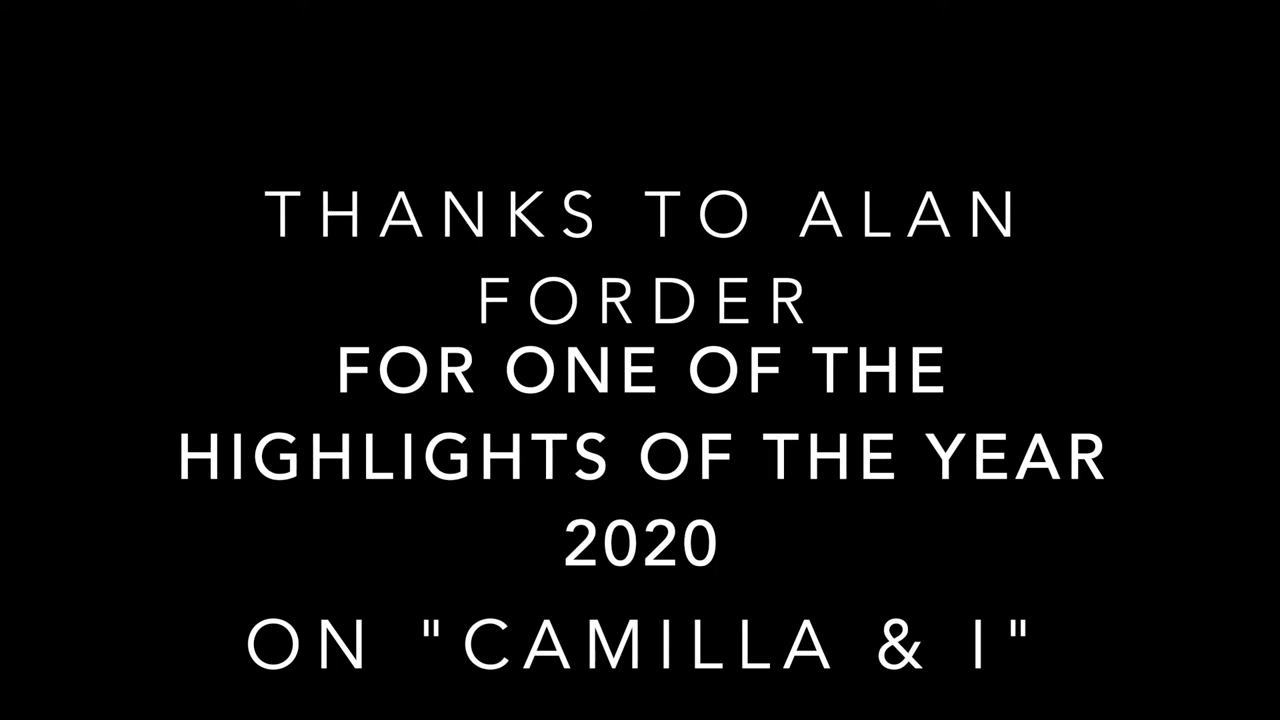 THANKS TO ALAN
FORDER
FOR ONE OF THE
HIGHLIGHTS OF THE YEAR
2020
ON "CAMILLA & I"